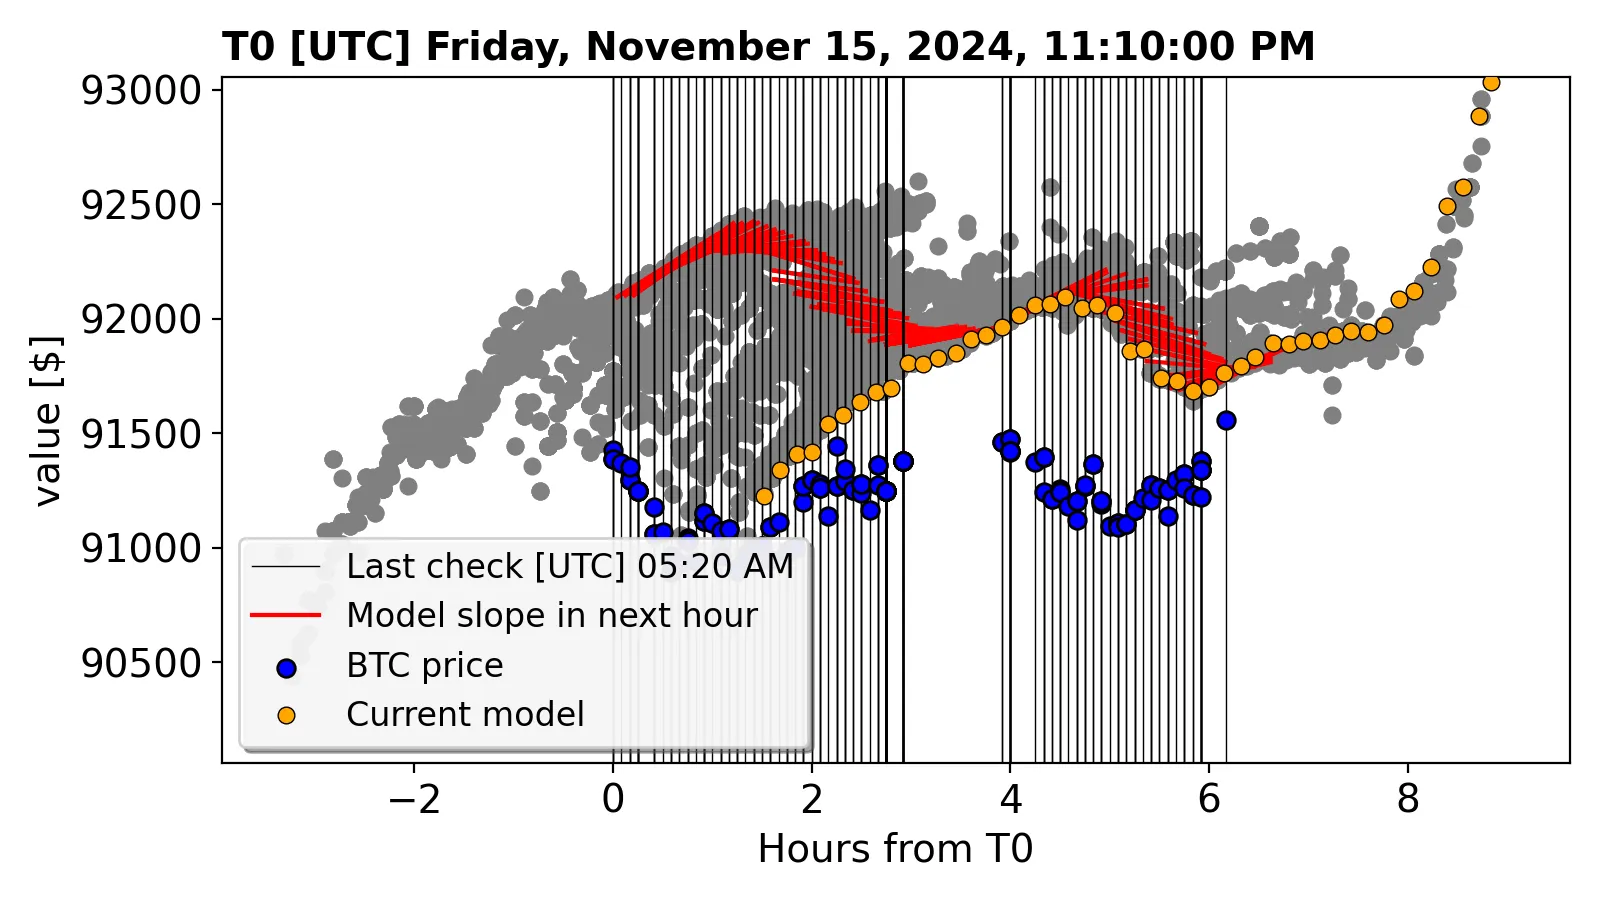 T0 [UTC] Friday, November 15, 2024, 11:10:00 PM
93000
92500
92000
91500
91000
90500
value [$]
Last check [UTC] 05:20 AM
Model slope in next hour
BTC price
Current model
−2 0 2 4 6 8
Hours from T0